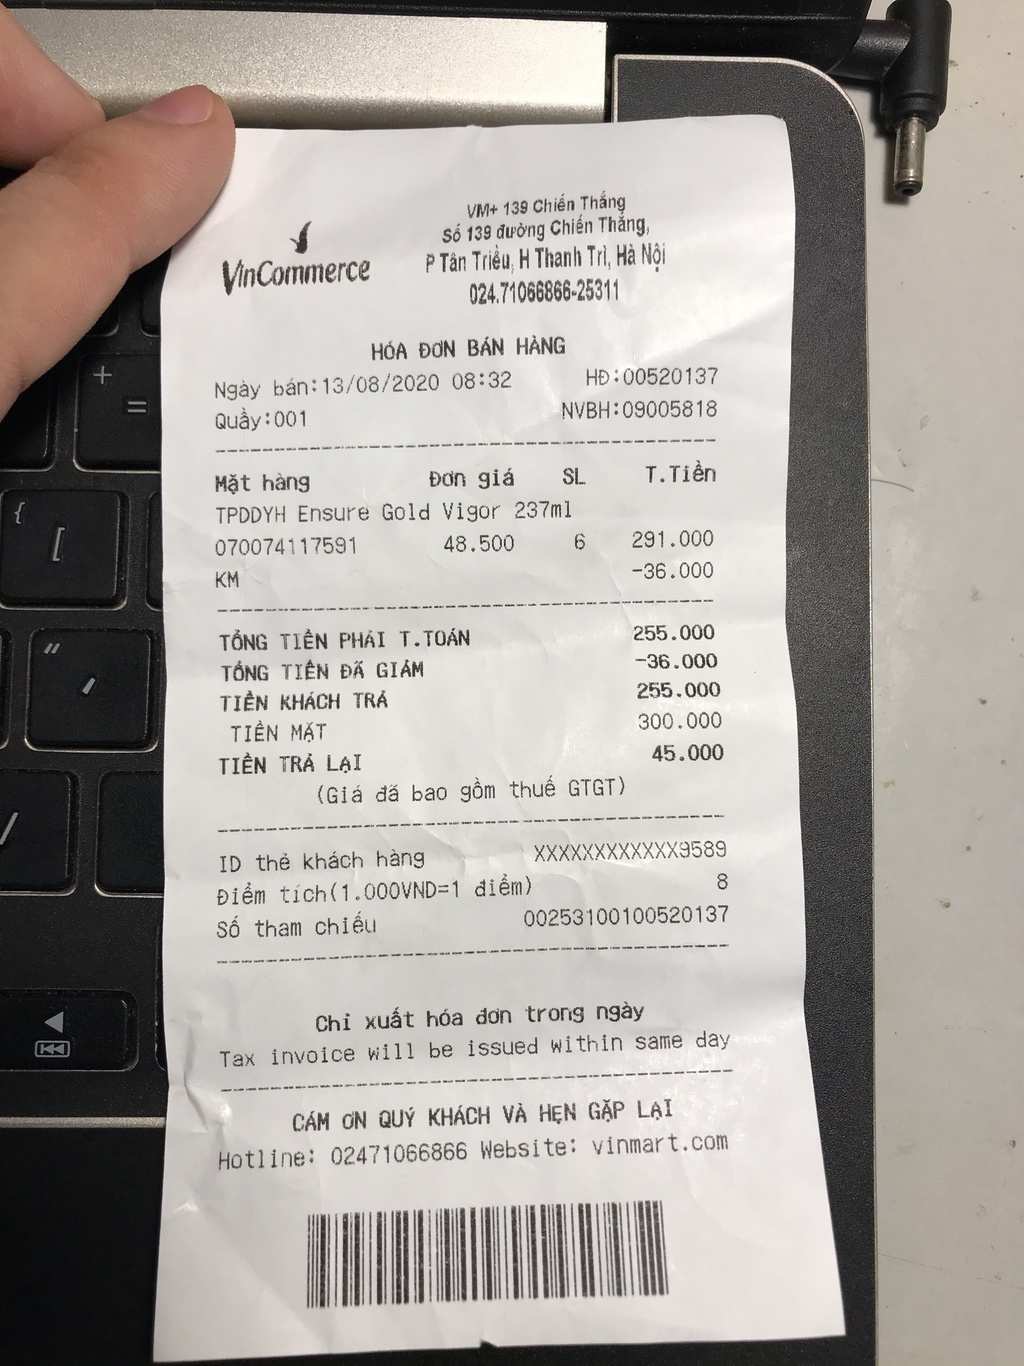 VinCommerce
VM+ 139 Chiến Thắng
Số 139 đường Chiến Thắng,
P Tân Triều, H Thanh Trì, Hà Nội
024.71066866-25311
HÓA ĐƠN BÁN HÀNG
Ngày bán:13/08/2020 08:32 HĐ:00520137
Quầy:001 NVBH:09005818
Mặt hàng Đơn giá SL T.Tiền
TPDDYH Ensure Gold Vigor 237ml
070074117591 48.500 6 291.000
KM -36.000
TỔNG TIỀN PHẢI T.TOÁN 255.000
TỔNG TIỀN ĐÃ GIẢM -36.000
TIỀN KHÁCH TRẢ 255.000
TIỀN MẶT 300.000
TIỀN TRẢ LẠI 45.000
(Giá đã bao gồm thuế GTGT)
ID thẻ khách hàng XXXXXXXXXXXX9589
Điểm tích(1.000VND=1 điểm) 8
Số tham chiếu 00253100100520137
Chỉ xuất hóa đơn trong ngày
Tax invoice will be issued within same day
CẢM ƠN QUÝ KHÁCH VÀ HẸN GẶP LẠI
Hotline: 02471066866 Website: vinmart.com
+
=
{
[
"
,
/